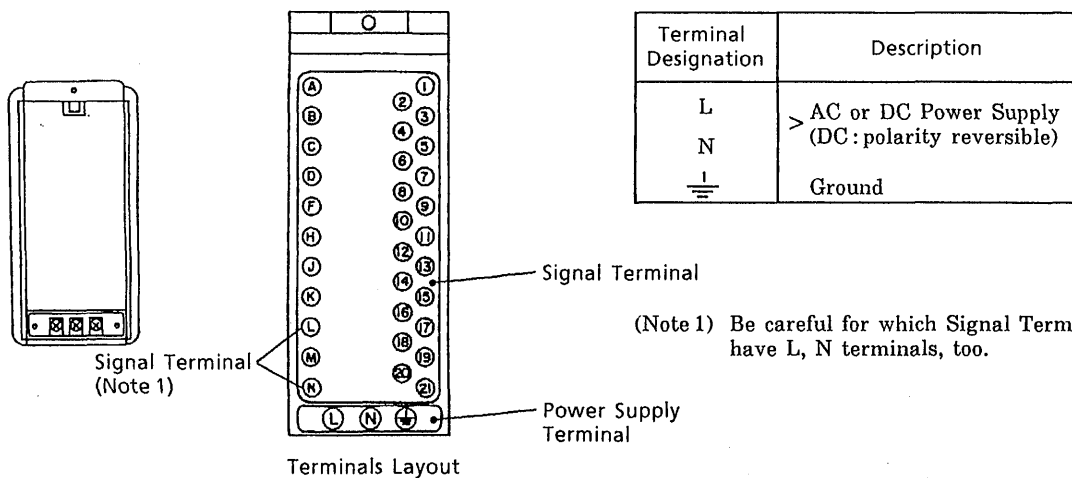 Terminal Designation
Description
L
N
> AC or DC Power Supply
(DC : polarity reversible)
Ground
A
B
C
D
F
H
J
K
L
M
N
1
2
3
4
5
6
7
8
9
10
11
12
13
14
15
16
17
18
19
20
21
L N
Signal Terminal
(Note 1)
Signal Terminal
Power Supply
Terminal
Terminals Layout
(Note 1) Be careful for which Signal Term
have L, N terminals, too.